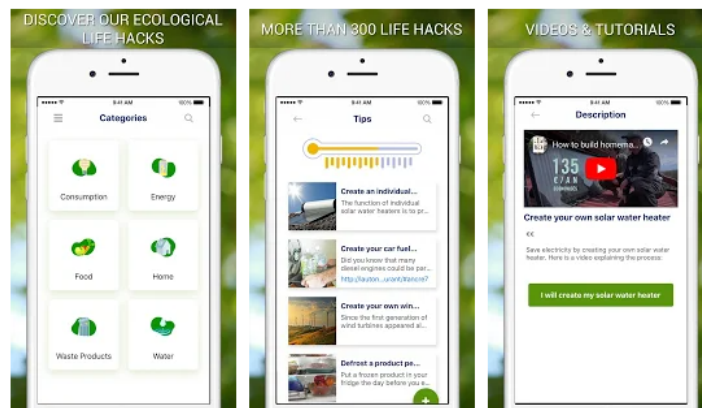 DISCOVER OUR ECOLOGICAL
LIFE HACKS
9:41 AM
100%
Categories
Consumption
Energy
Food
Home
Waste Products
Water
MORE THAN 300 LIFE HACKS
9:41 AM
100%
Tips
Create an individual...
The function of individual
solar water heaters is to pr...
Create your car fuel...
Did you know that many
diesel engines could be par...
Create your own win...
Since the first generation of
wind turbines appeared al...
Defrost a product pe...
Put a frozen product in your
fridge the day before you e...
+
VIDEOS & TUTORIALS
9:41 AM
100%
Description
How to build homema...
135
Create your own solar water heater
“
Save electricity by creating your own solar water
heater. Here is a video explaining the process:
I will create my solar water heater